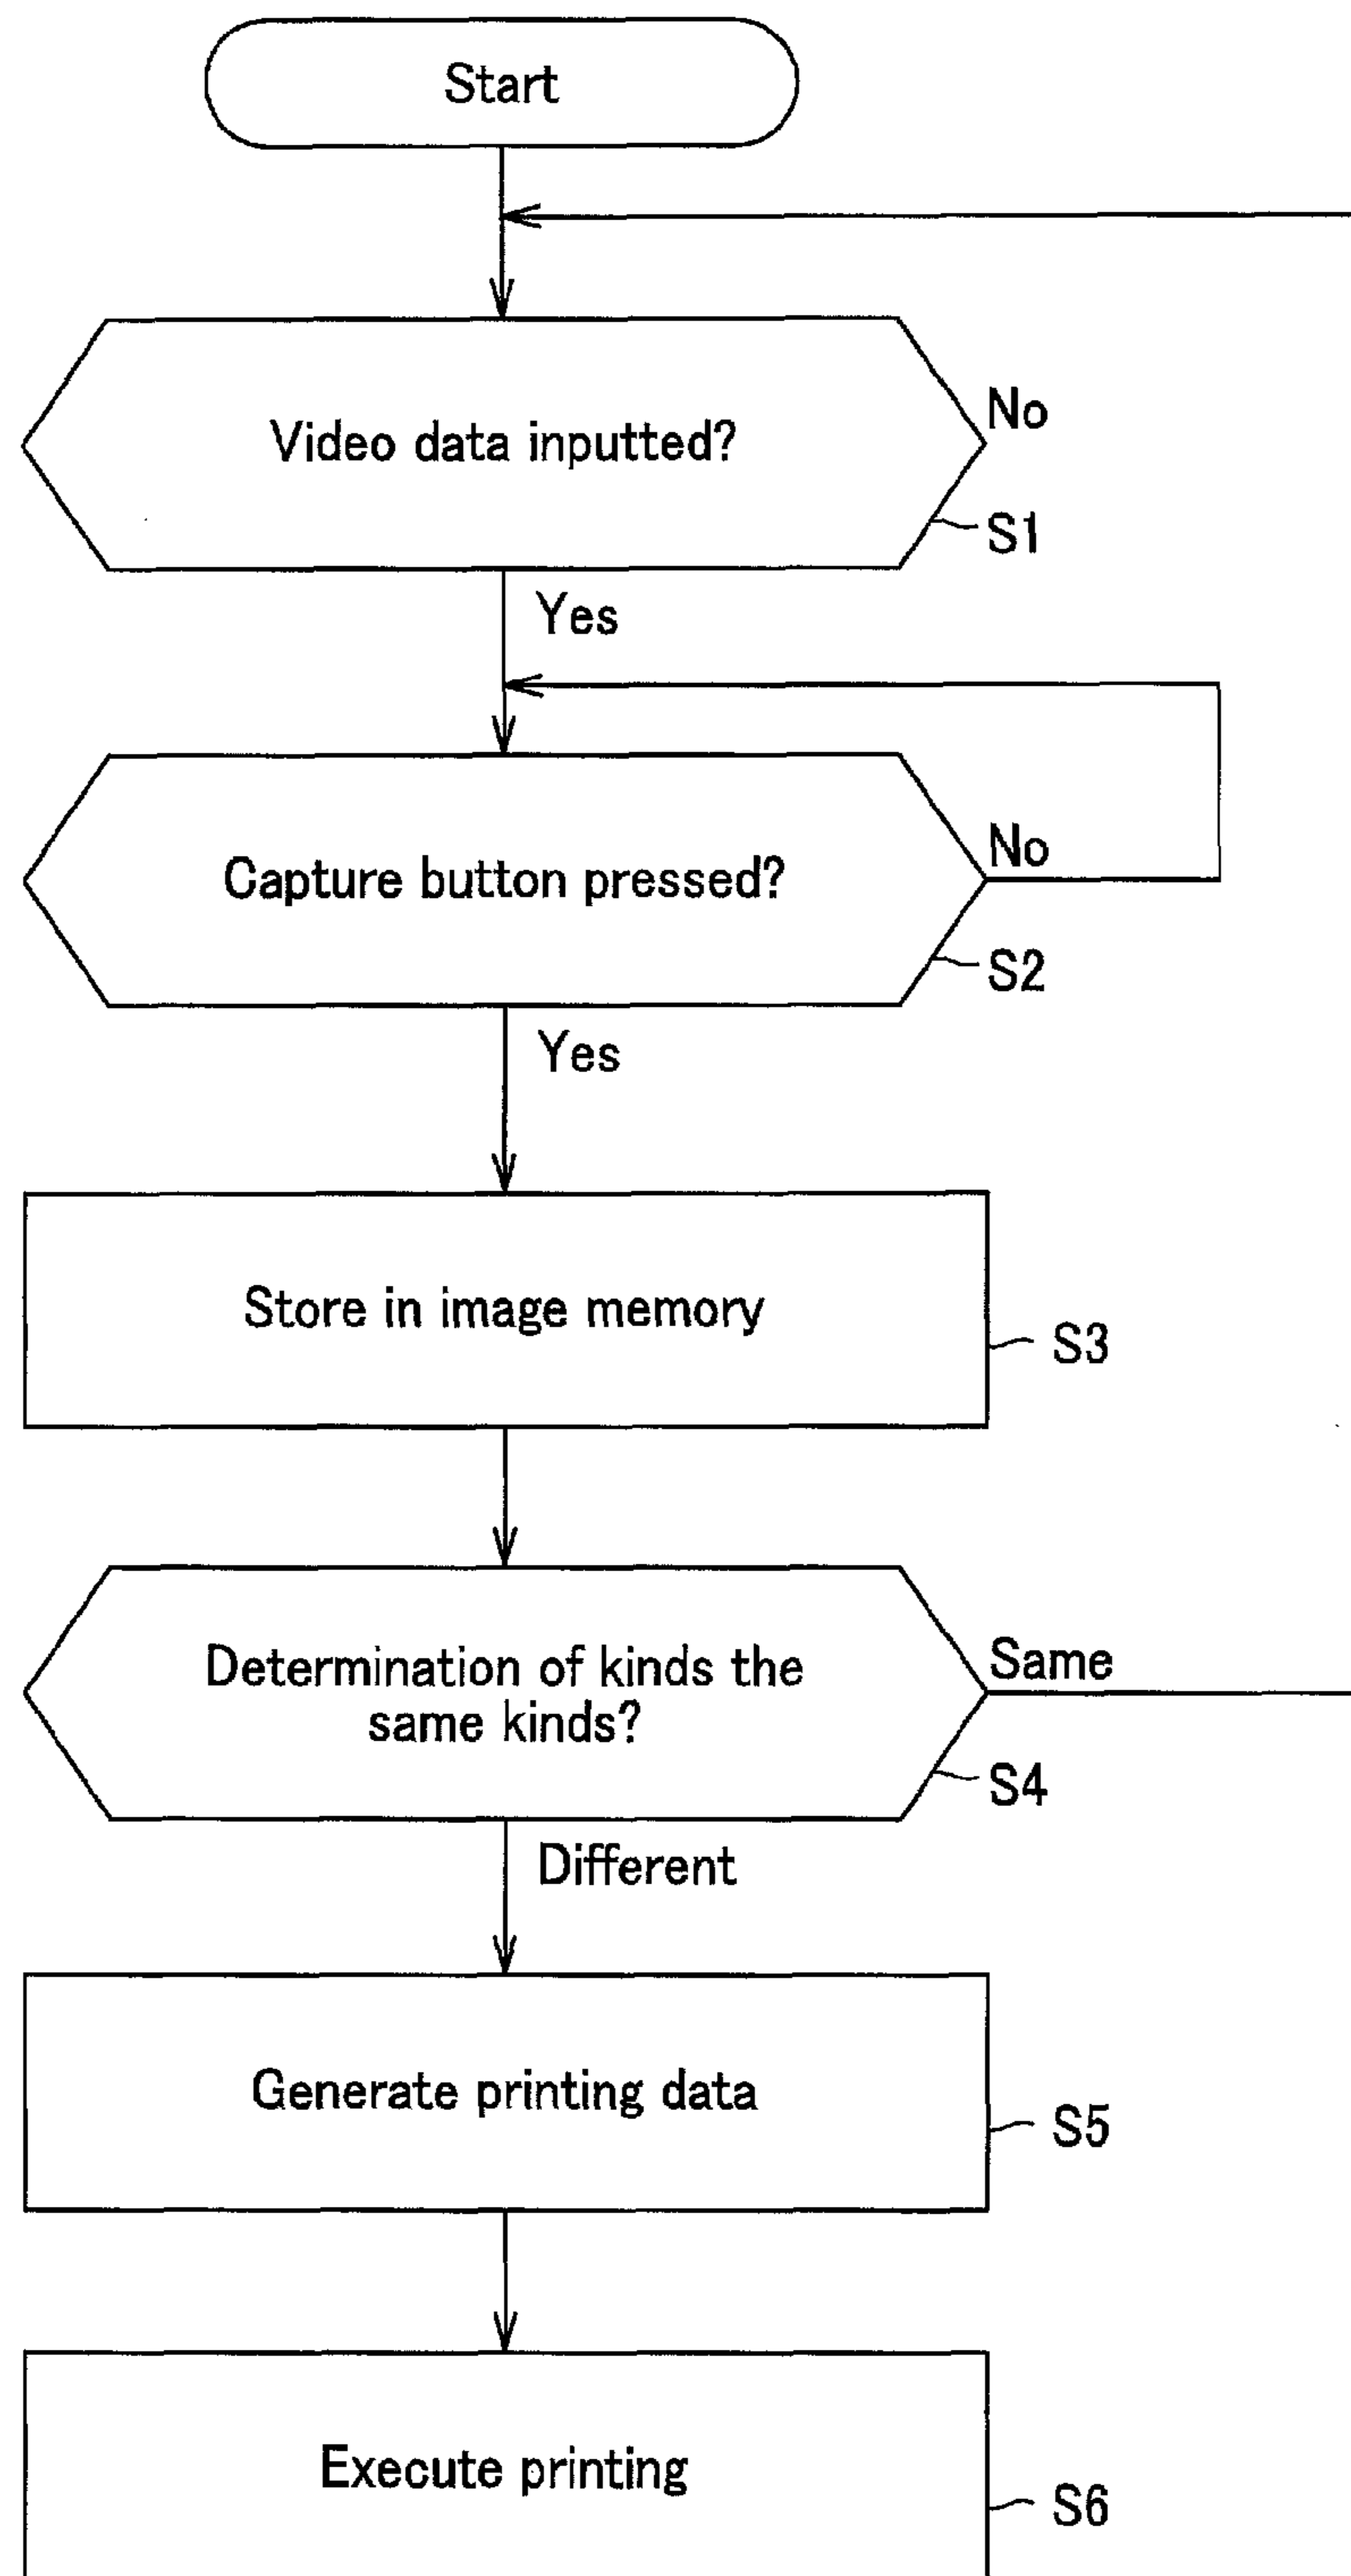 Start
Video data inputted?
No
S1
Yes
Capture button pressed?
No
S2
Yes
Store in image memory
S3
Determination of kinds the
same kinds?
Same
S4
Different
Generate printing data
S5
Execute printing
S6